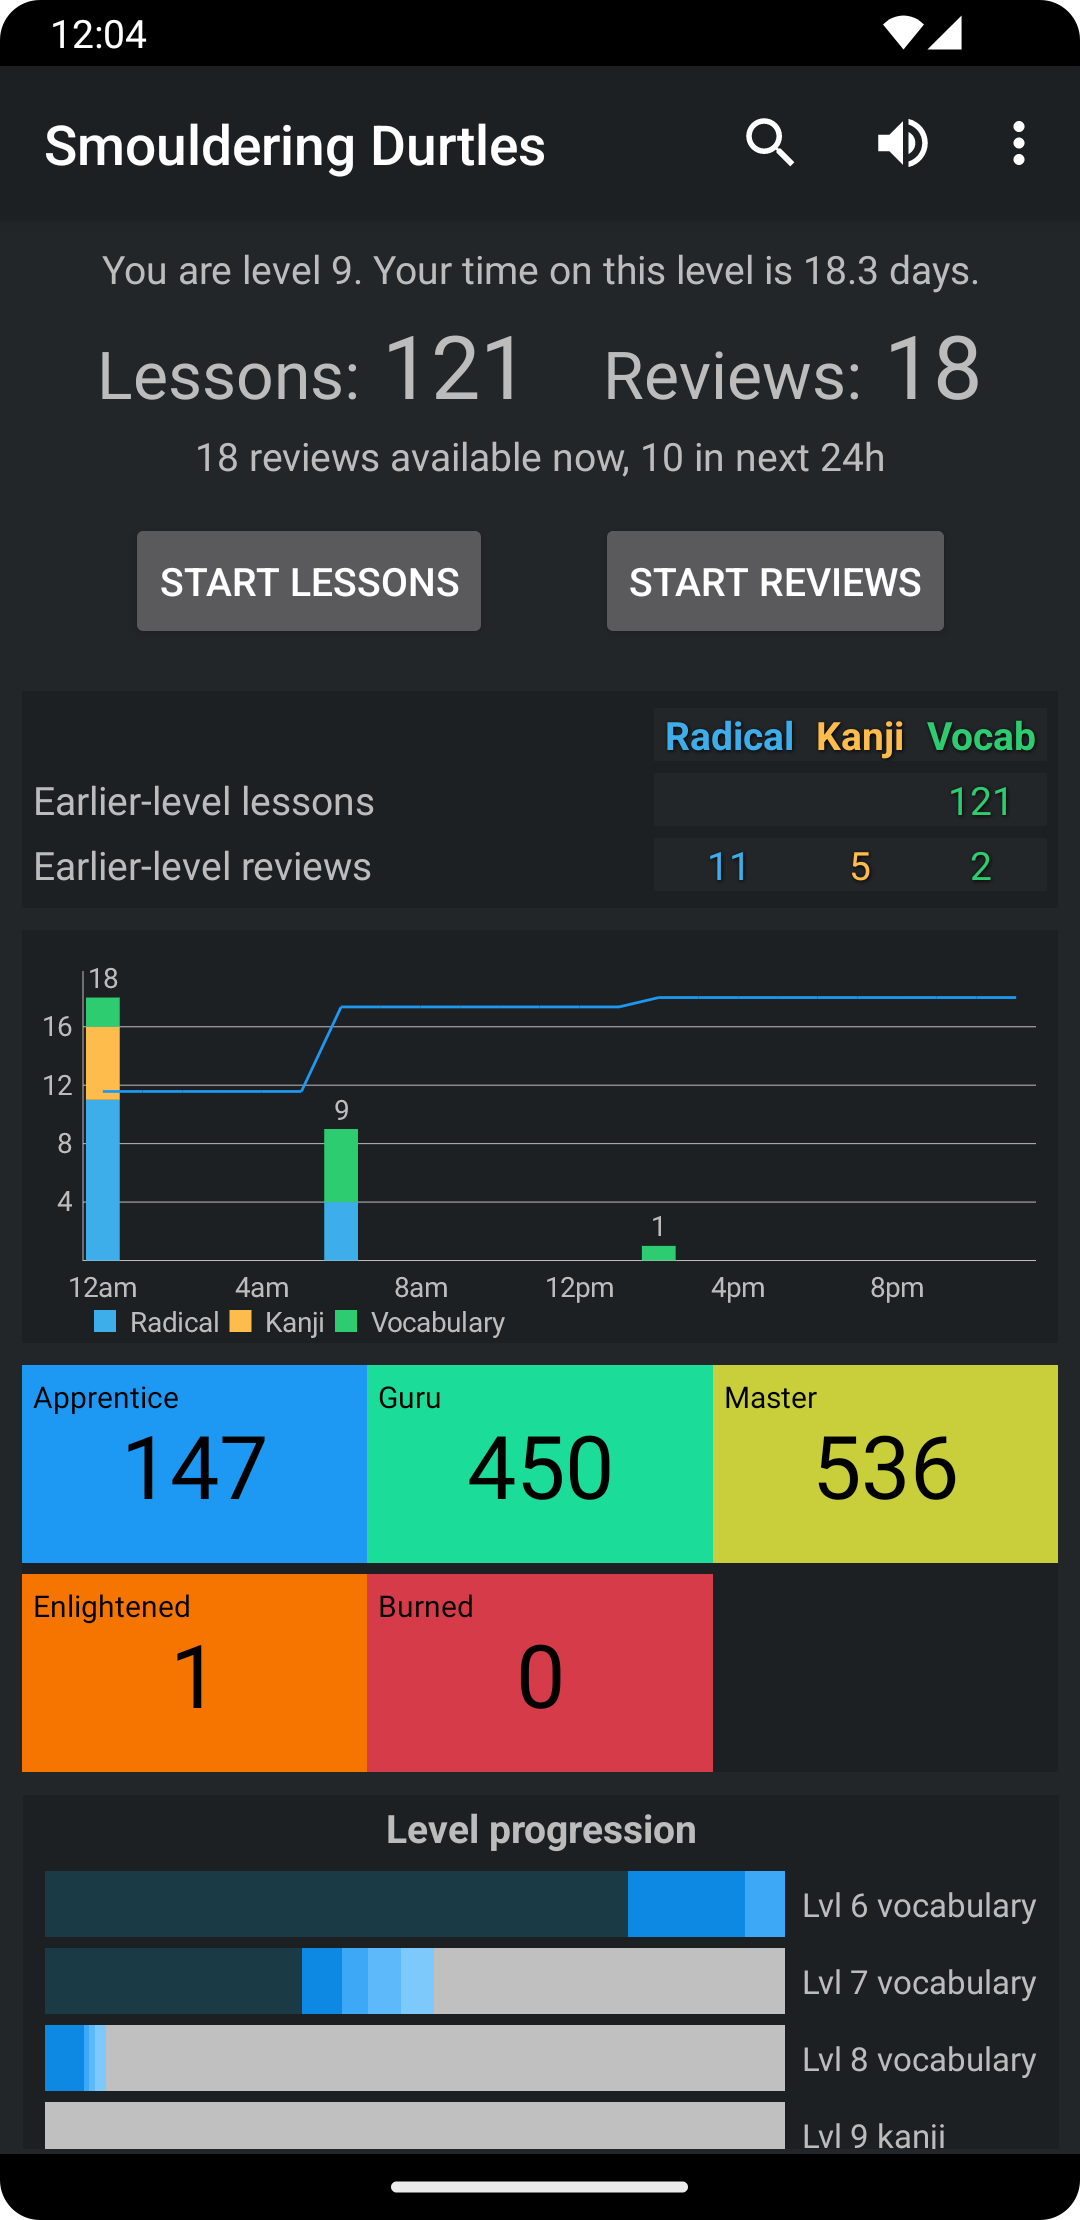 12:04
Smouldering Durtles
You are level 9. Your time on this level is 18.3 days.
Lessons: 121 Reviews: 18
18 reviews available now, 10 in next 24h
START LESSONS START REVIEWS
Radical Kanji Vocab
Earlier-level lessons 121
Earlier-level reviews 11 5 2
18
16
12
9
8
4
1
12am 4am 8am 12pm 4pm 8pm
Radical Kanji Vocabulary
Apprentice Guru Master
147 450 536
Enlightened Burned
1 0
Level progression
Lvl 6 vocabulary
Lvl 7 vocabulary
Lvl 8 vocabulary
Lvl 9 kanji